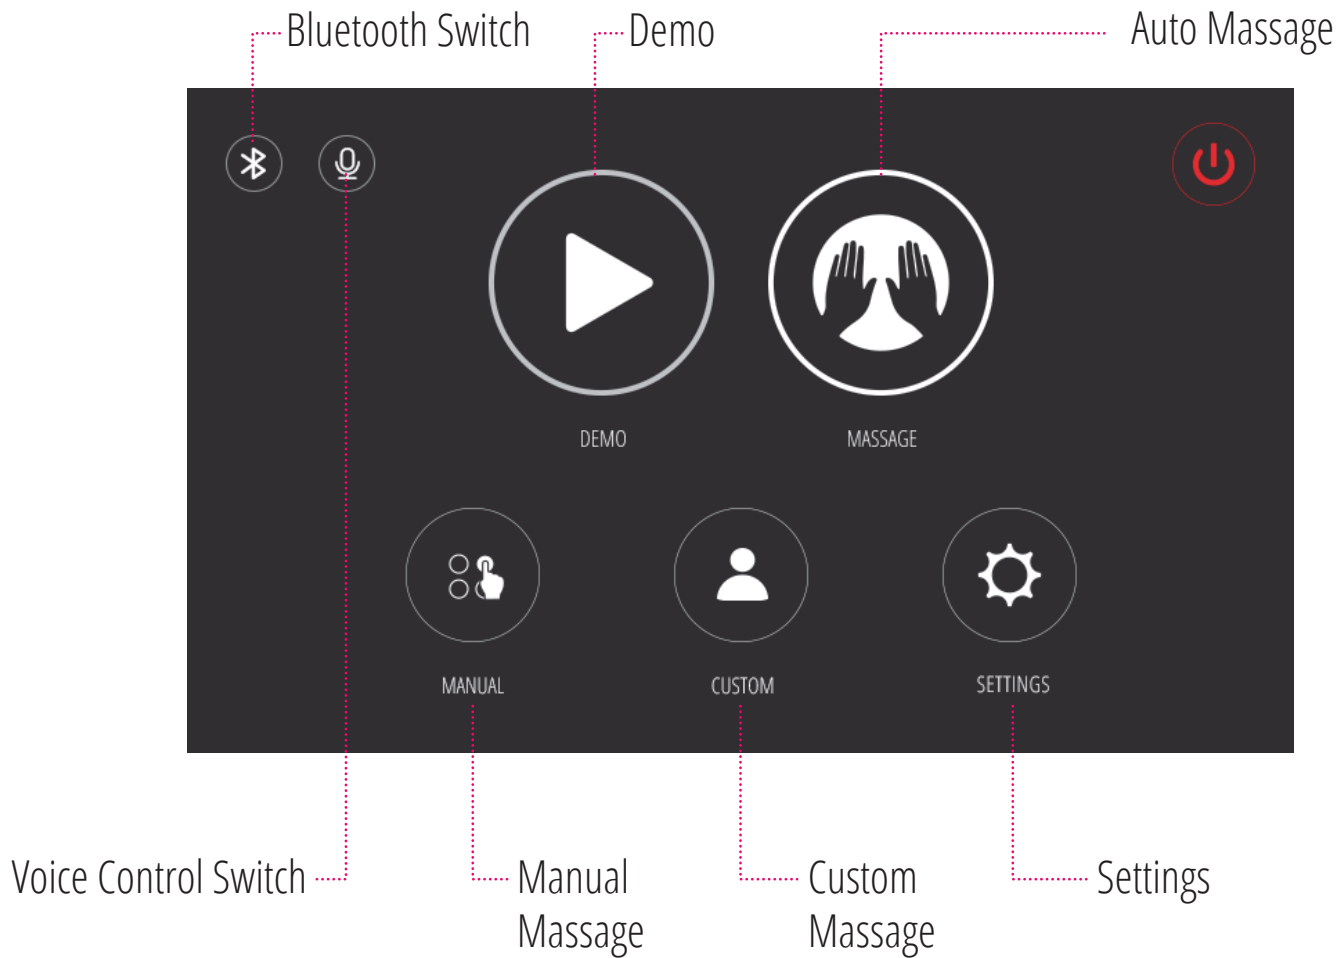 Bluetooth Switch
Demo
Auto Massage
DEMO
MASSAGE
MANUAL
CUSTOM
SETTINGS
Voice Control Switch
Manual
Massage
Custom
Massage
Settings